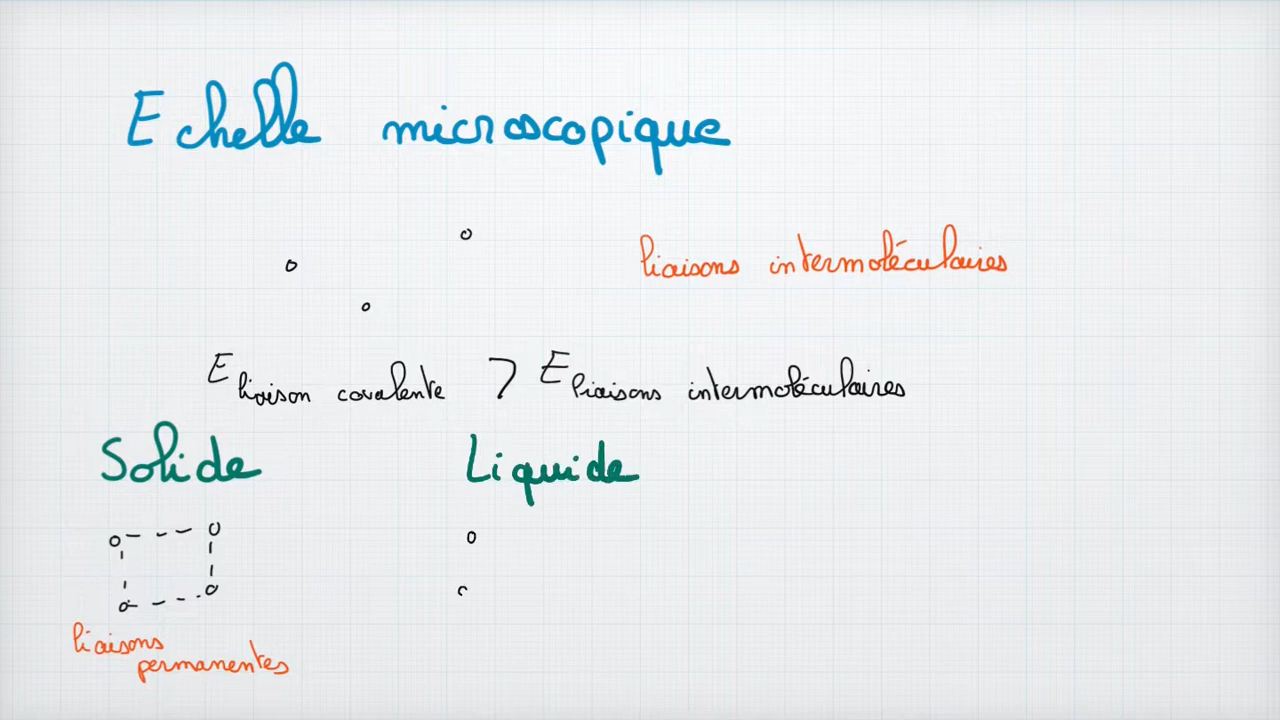 Echelle microscopique
liaisons intermoléculaires
E liaison covalente > E liaisons intermoléculaires
Solide Liquide
liaisons
permanentes